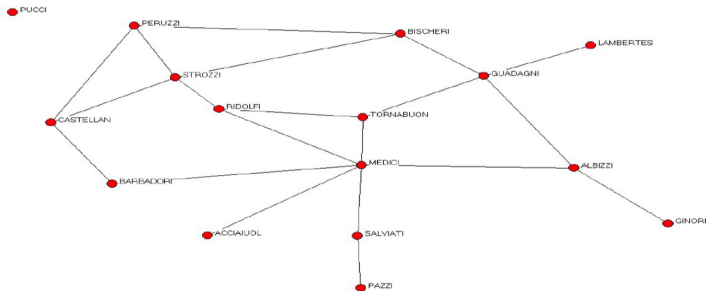 PUCCI
PERUZZI
BISCHERI
LAMBERTES
STROZZI
GUADAGNI
RIDOLFI
TORNABUON
CASTELLAN
MEDICI
ALBIZZI
BARBADORI
GINORI
ACCIAIUOL
SALVIATI
PAZZI